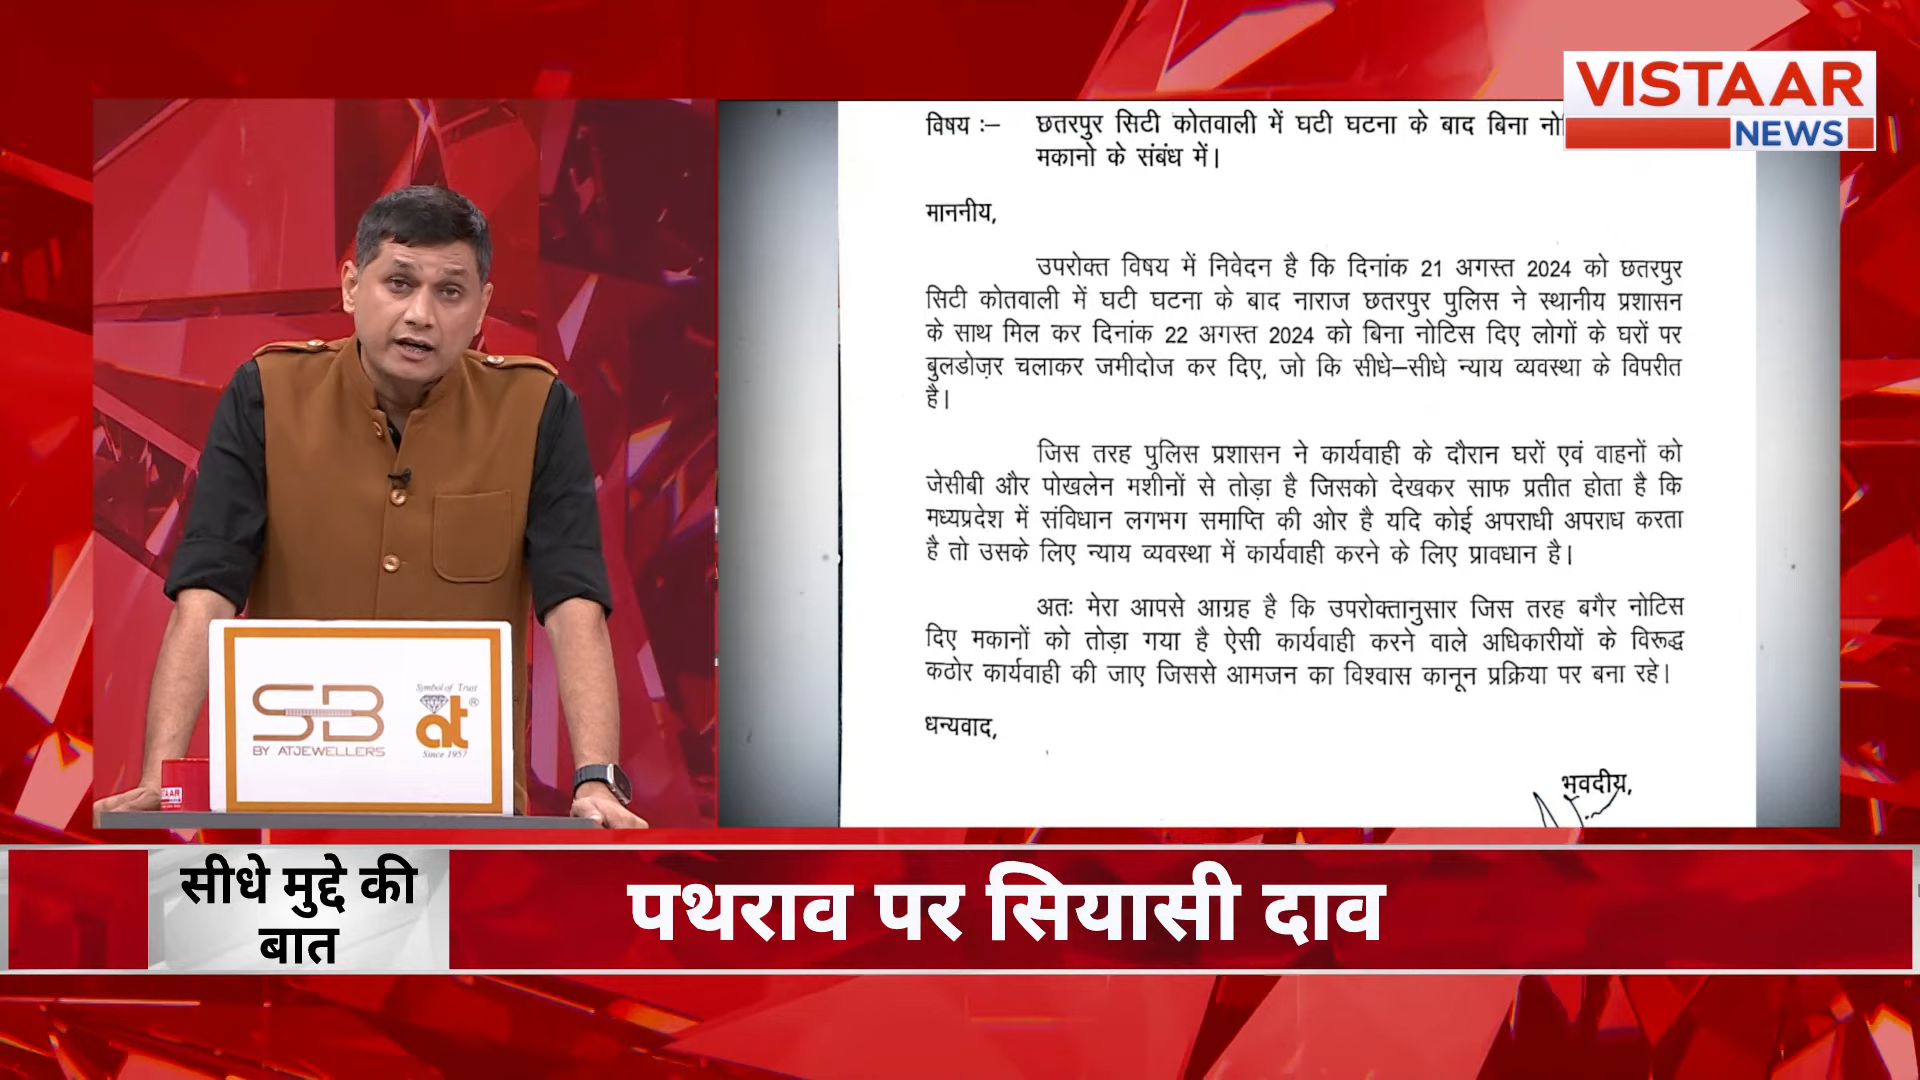 VISTAAR
NEWS
विषय :– छतरपुर सिटी कोतवाली में घटी घटना के बाद बिना
मकानो के संबंध में।
माननीय,
उपरोक्त विषय में निवेदन है कि दिनांक 21 अगस्त 2024 को छतरपुर
सिटी कोतवाली में घटी घटना के बाद नाराज छतरपुर पुलिस ने स्थानीय प्रशासन
के साथ मिल कर दिनांक 22 अगस्त 2024 को बिना नोटिस दिए लोगों के घरों पर
बुलडोज़र चलाकर जमीदोज कर दिए, जो कि सीधे–सीधे न्याय व्यवस्था के विपरीत
है।
जिस तरह पुलिस प्रशासन ने कार्यवाही के दौरान घरों एवं वाहनों को
जेसीबी और पोखलेन मशीनों से तोड़ा है जिसको देखकर साफ प्रतीत होता है कि
मध्यप्रदेश में संविधान लगभग समाप्ति की ओर है यदि कोई अपराधी अपराध करता
है तो उसके लिए न्याय व्यवस्था में कार्यवाही करने के लिए प्रावधान है।
अतः मेरा आपसे आग्रह है कि उपरोक्तानुसार जिस तरह बगैर नोटिस
दिए मकानों को तोड़ा गया है ऐसी कार्यवाही करने वाले अधिकारीयों के विरूद्ध
कठोर कार्यवाही की जाए जिससे आमजन का विश्वास कानून प्रक्रिया पर बना रहे।
धन्यवाद,
भवदीय,
SB
BY ATJEWELLERS
Symbol of Trust
at ®
Since 1957
सीधे मुद्दे की
बात
पथराव पर सियासी दाव